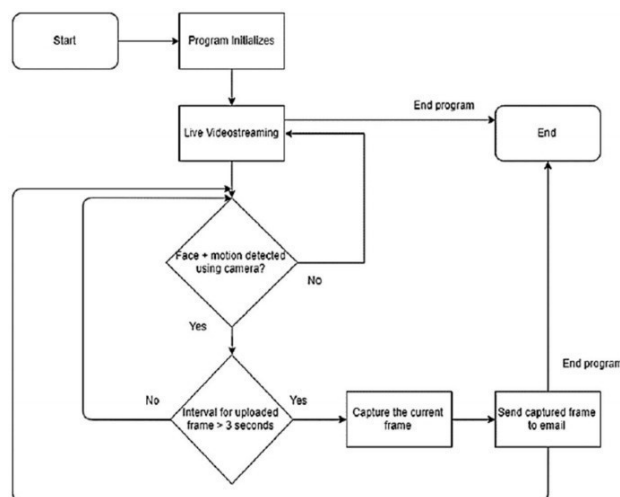 Start
Program Initializes
End program
Live Videostreaming
End
Face + motion detected
using camera?
No
Yes
End program
No
Interval for uploaded
frame > 3 seconds
Yes
Capture the current
frame
Send captured frame
to email